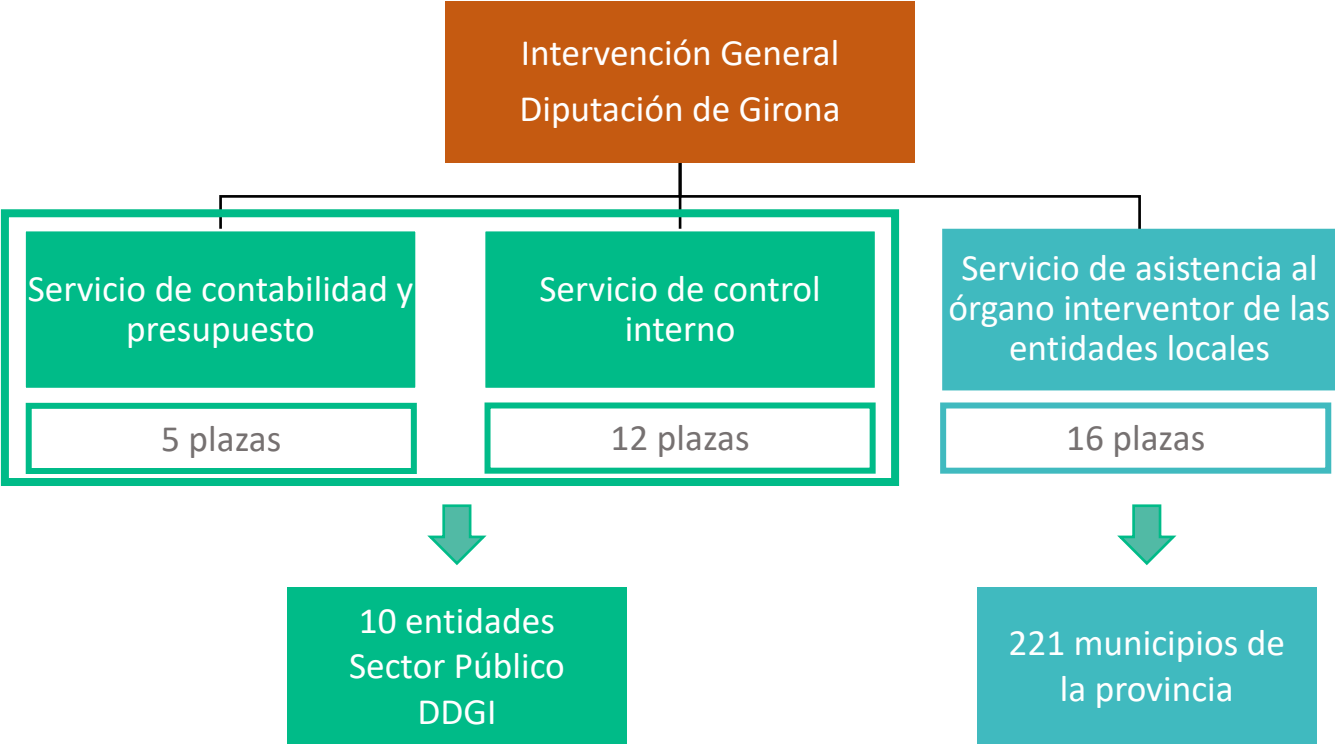 Intervención General
Diputación de Girona
Servicio de contabilidad y
presupuesto
Servicio de control
interno
Servicio de asistencia al
órgano interventor de las
entidades locales
5 plazas
12 plazas
16 plazas
10 entidades
Sector Público
DDGI
221 municipios de
la provincia